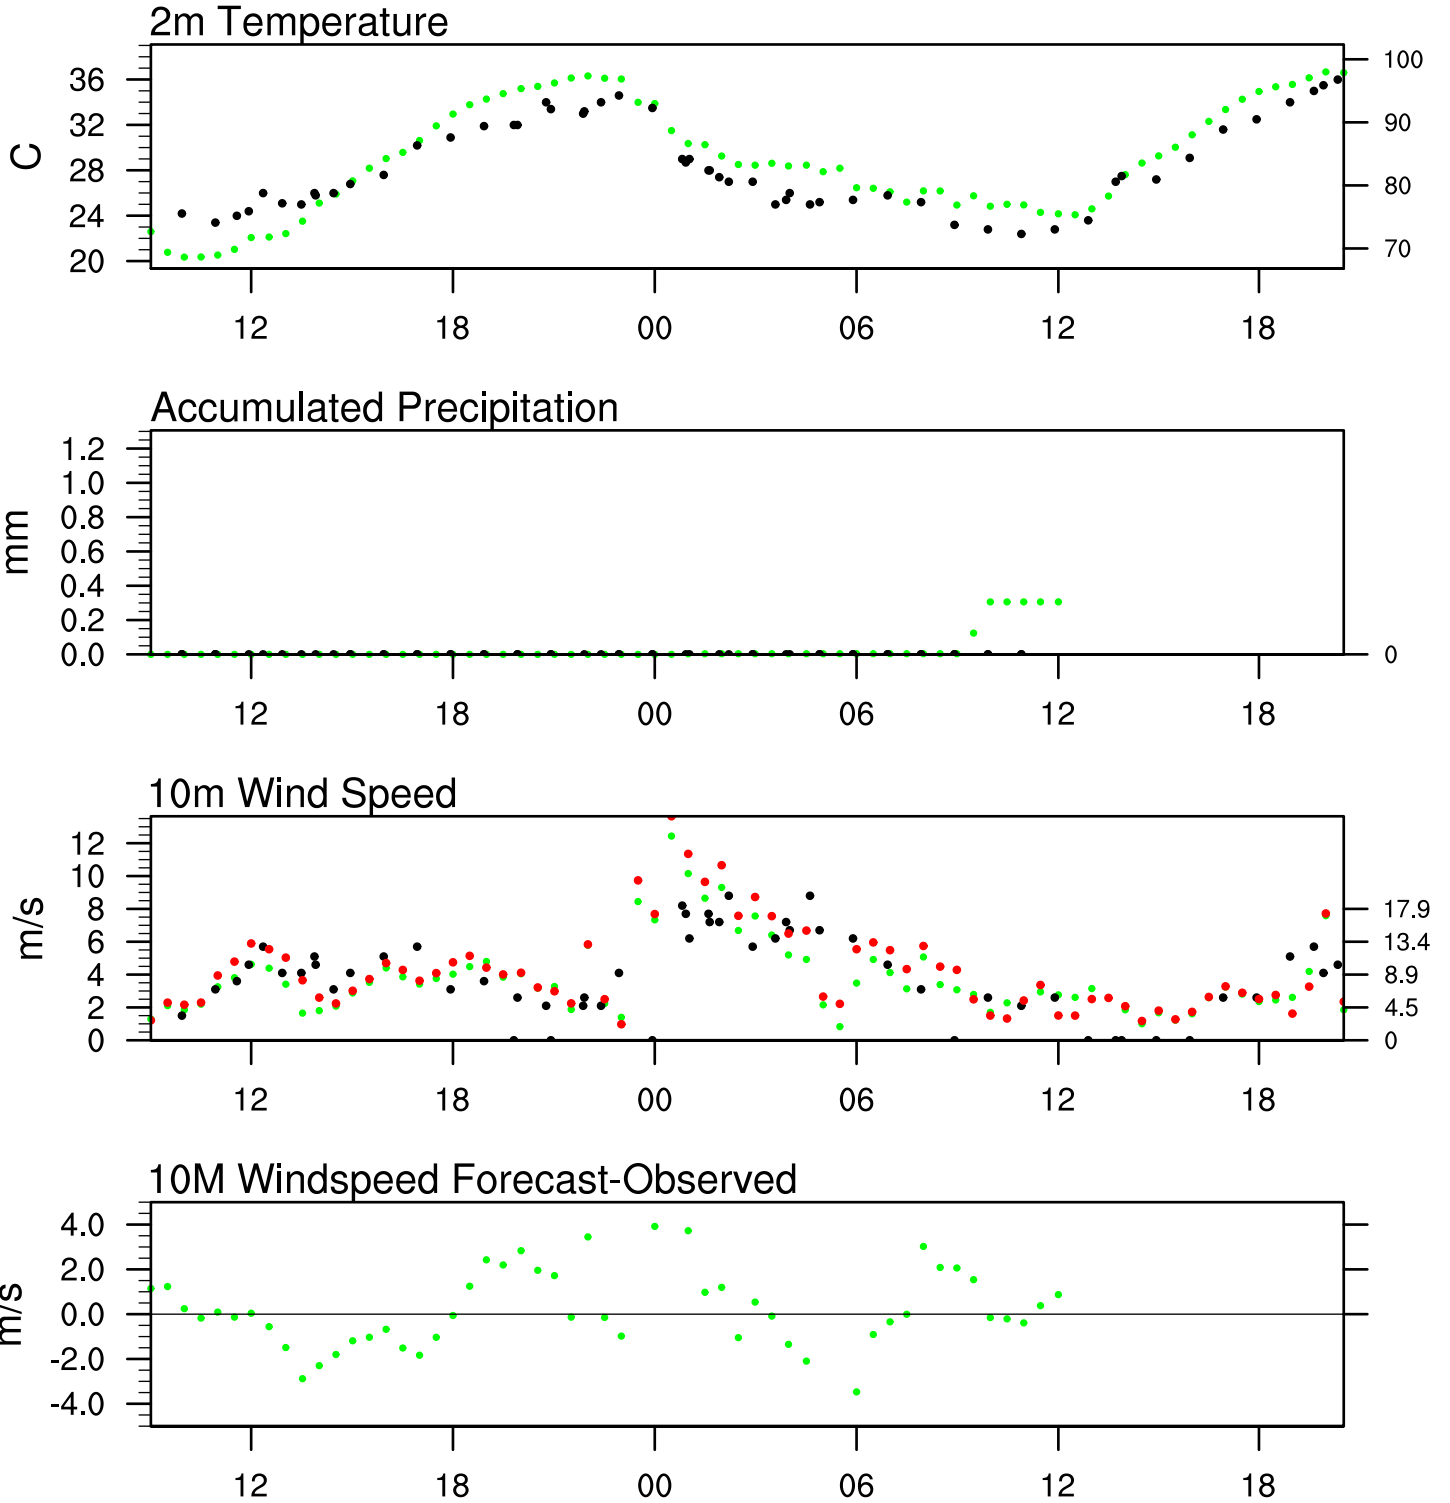 2m Temperature
36
32
28
24
20
C
100
90
80
70
12 18 00 06 12 18
Accumulated Precipitation
1.2
1.0
0.8
0.6
0.4
0.2
0.0
mm
0
12 18 00 06 12 18
10m Wind Speed
12
10
8
6
4
2
0
m/s
17.9
13.4
8.9
4.5
0
12 18 00 06 12 18
10M Windspeed Forecast-Observed
4.0
2.0
0.0
-2.0
-4.0
m/s
12 18 00 06 12 18